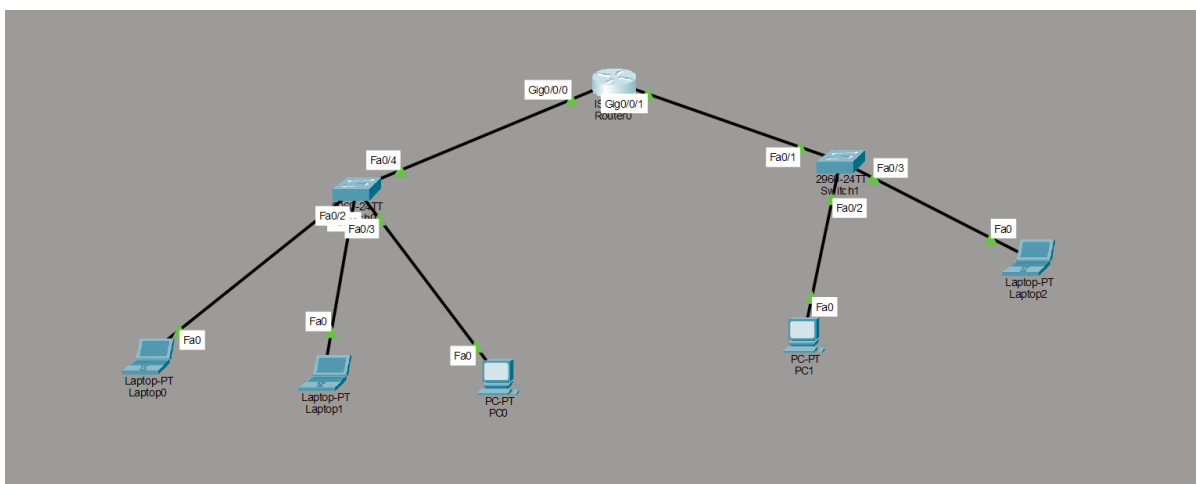 Gig0/0/0
Gig0/0/1
Router0
Fa0/4
Fa0/1
Fa0/3
2960-24TT
Switch1
Fa0/2
Fa0/2
Fa0/3
Fa0
Laptop-PT
Laptop2
Fa0
Fa0
Fa0
Fa0
PC-PT
PC1
Laptop-PT
Laptop0
Laptop-PT
Laptop1
PC-PT
PC0